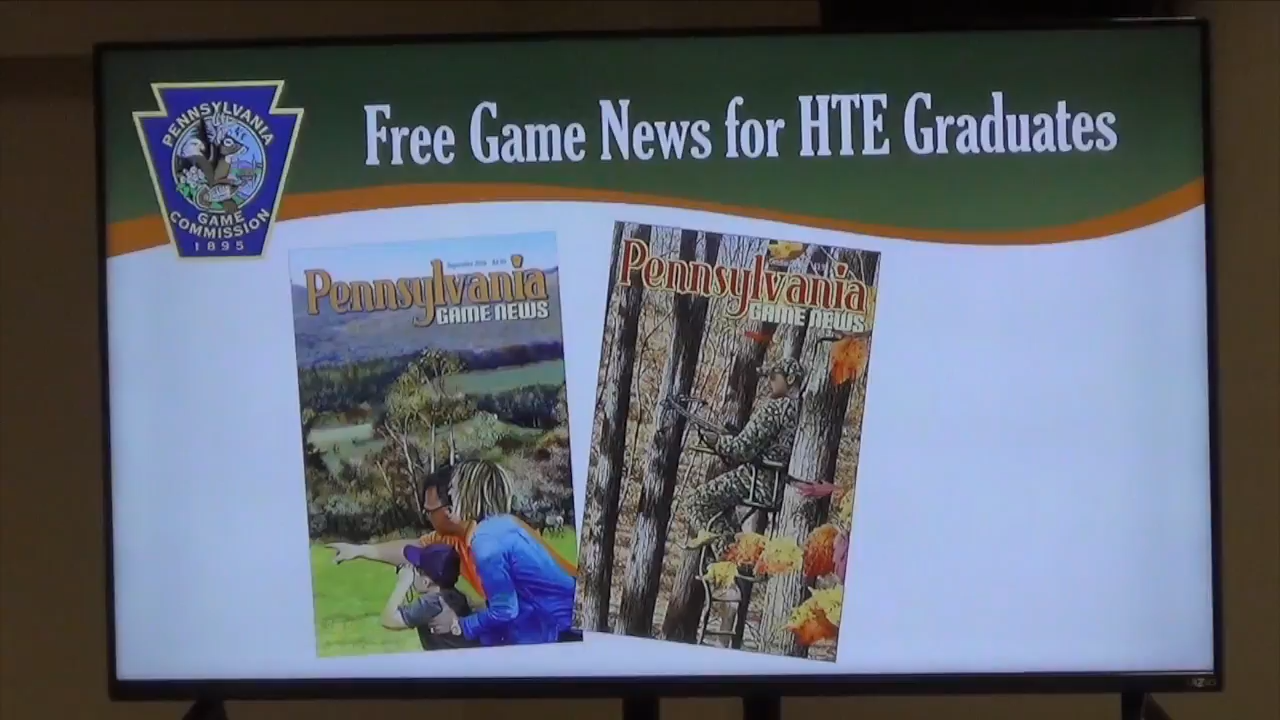 Free Game News for HTE Graduates
PENNSYLVANIA
GAME
COMMISSION
1895
Pennsylvania
GAME NEWS
Pennsylvania
GAME NEWS